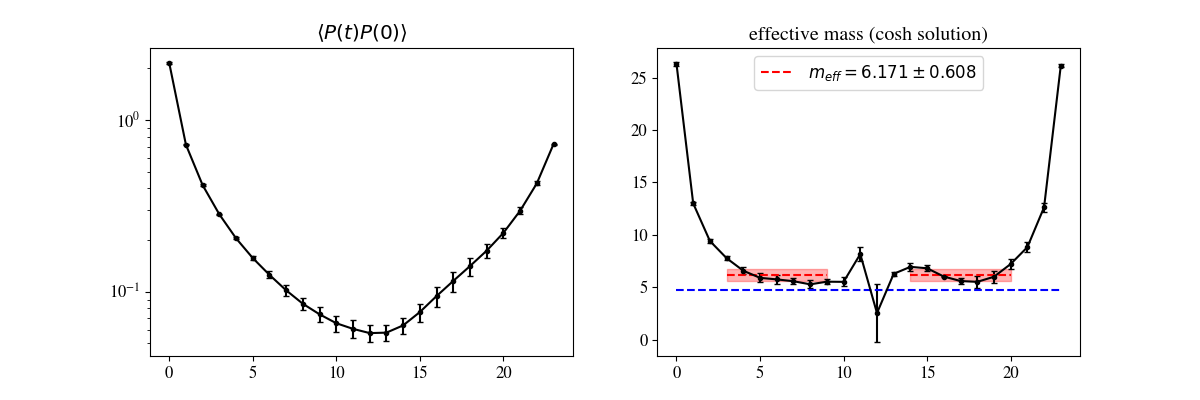 ⟨P(t)P(0)⟩
10⁰
10⁻¹
0 5 10 15 20
effective mass (cosh solution)
m_eff = 6.171 ± 0.608
25
20
15
10
5
0
0 5 10 15 20